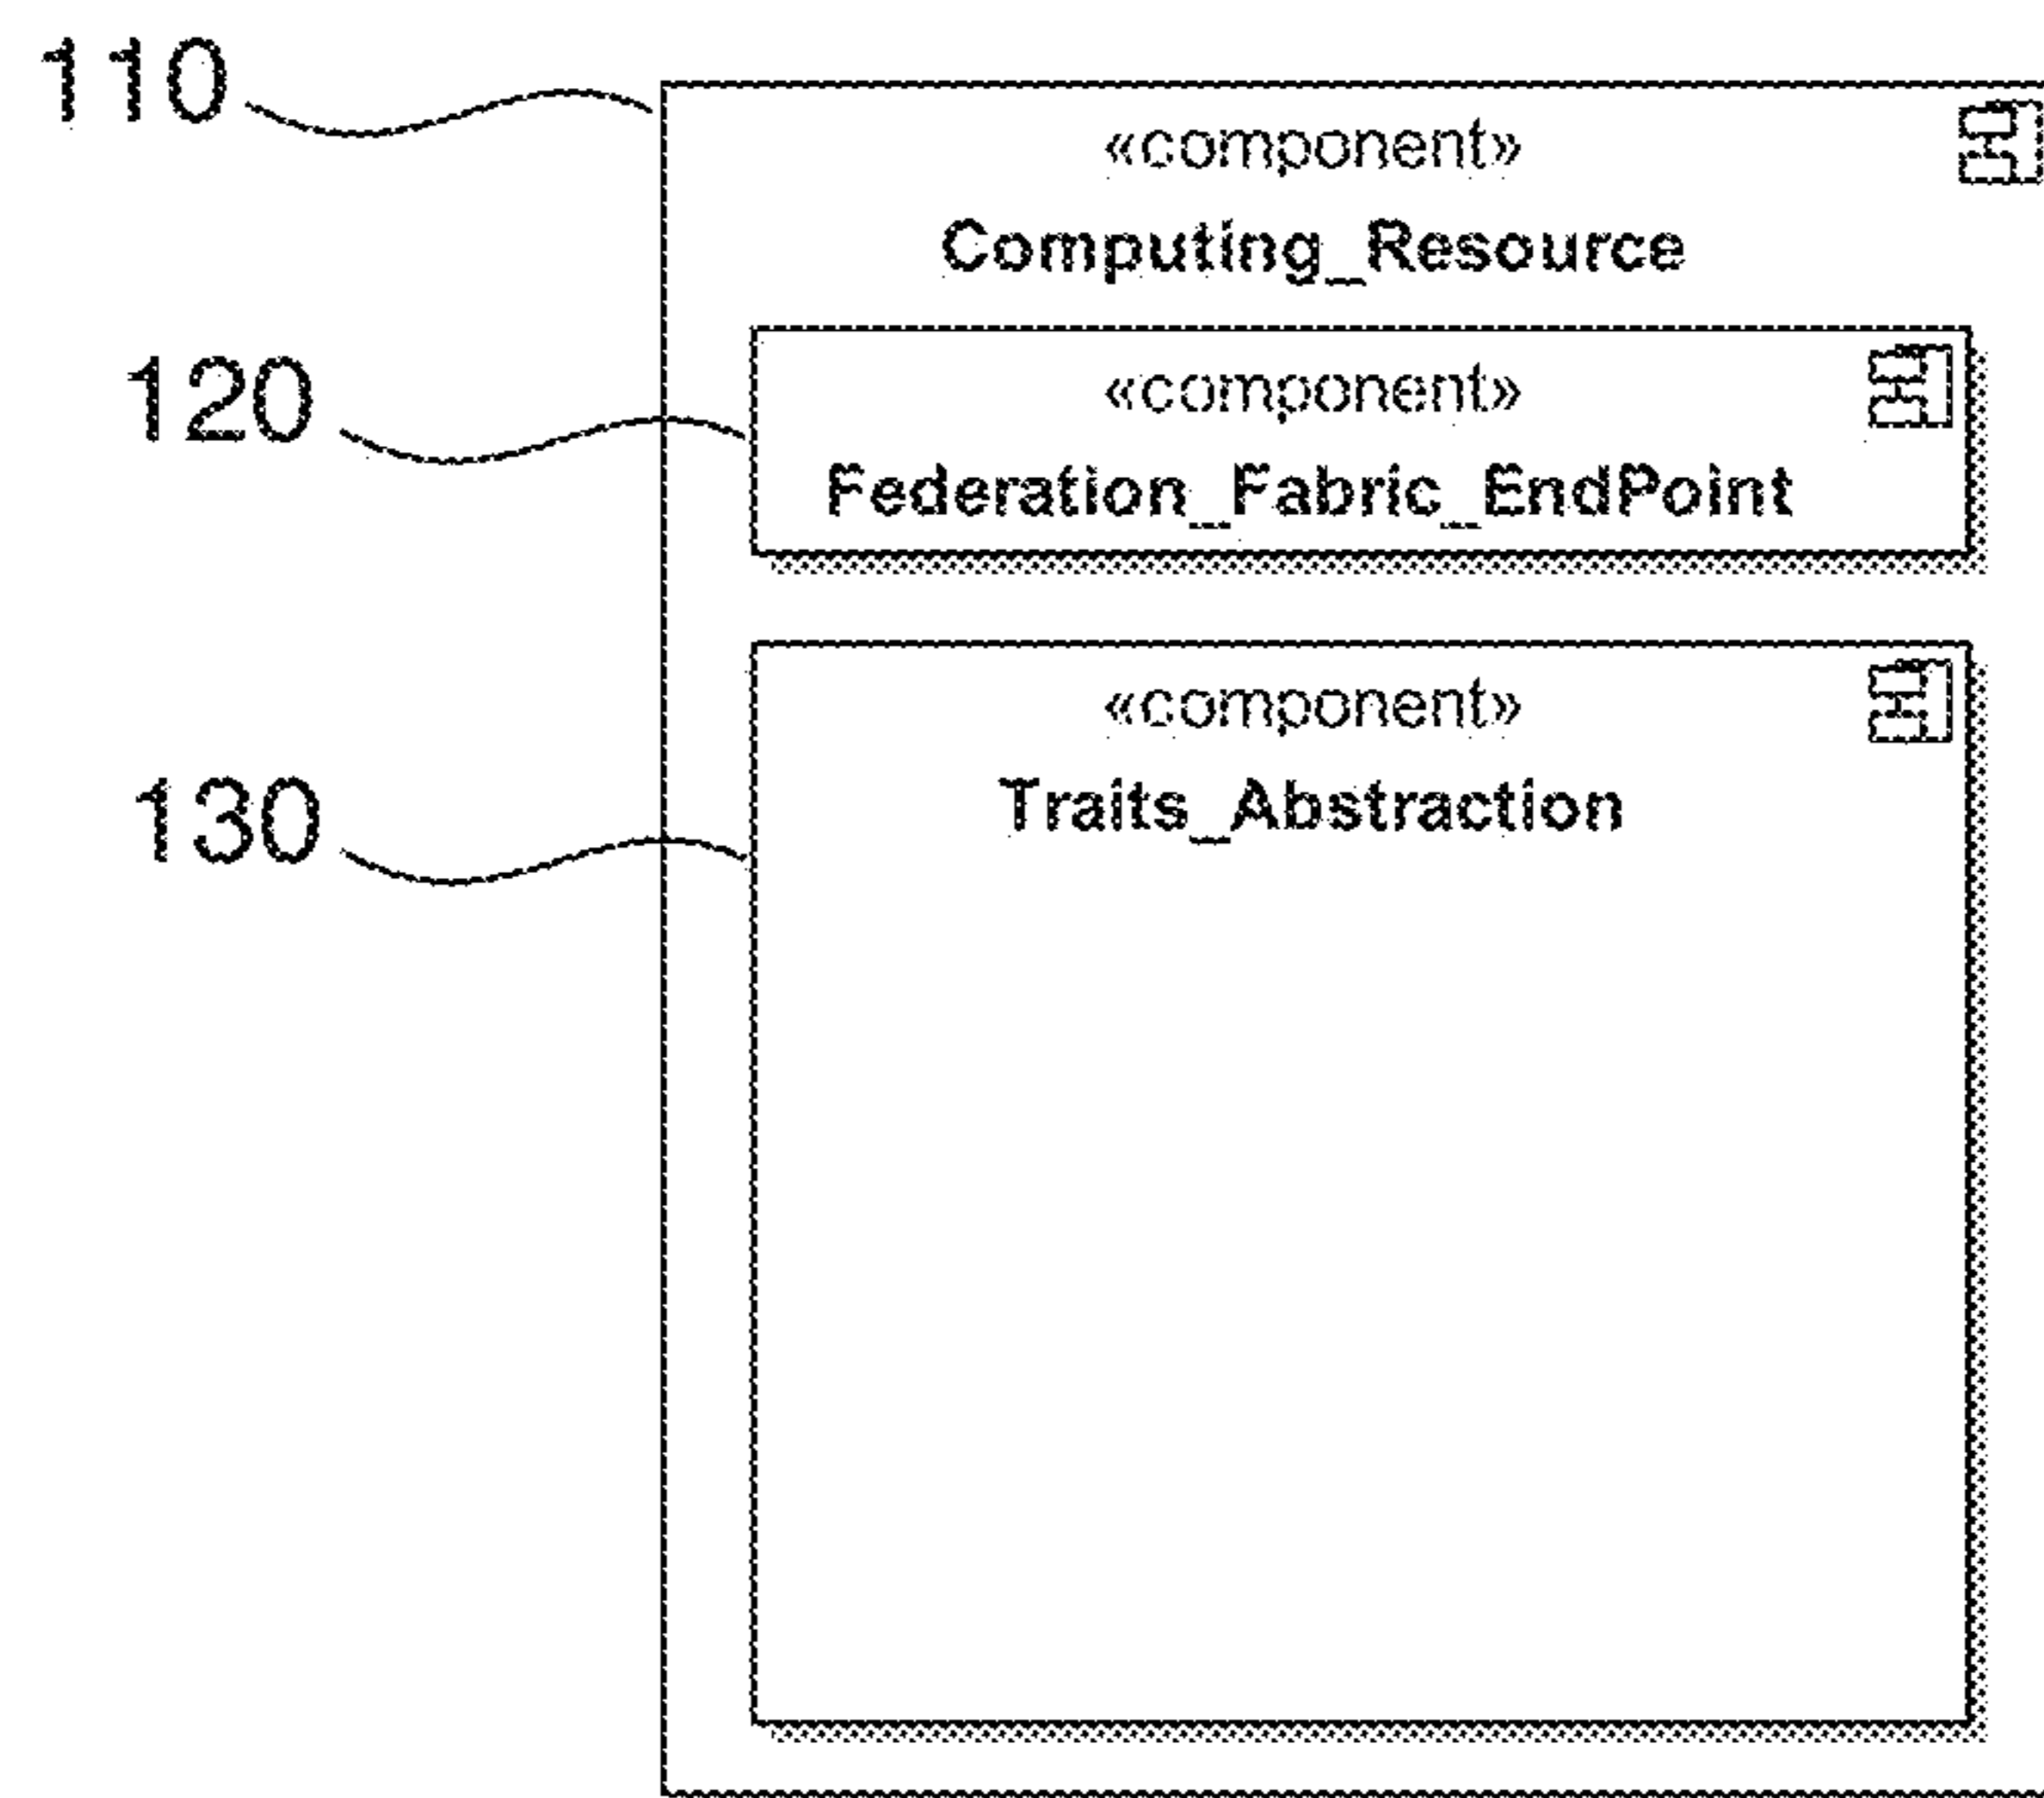 110
«component»
Computing_Resource
120
«component»
Federation_Fabric_EndPoint
130
«component»
Traits_Abstraction